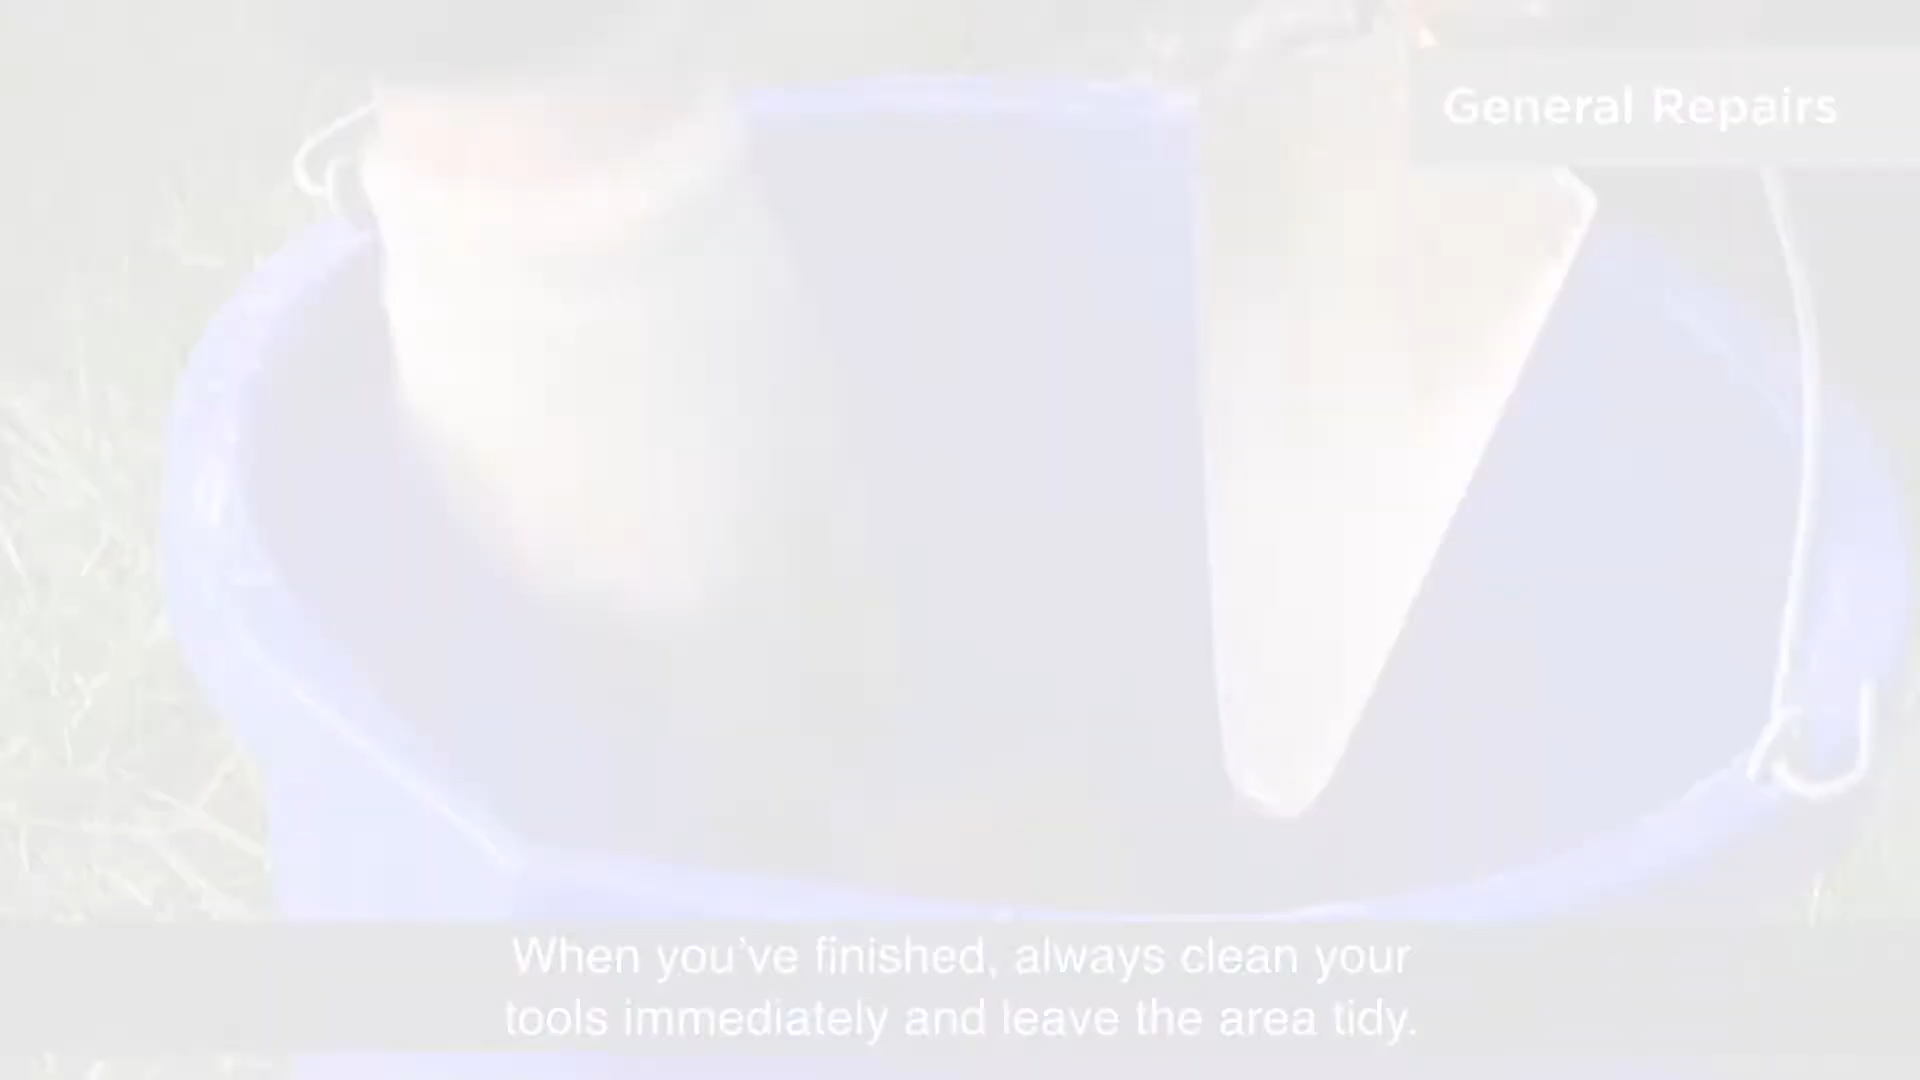 General Repairs
When you've finished, always clean your
tools immediately and leave the area tidy.